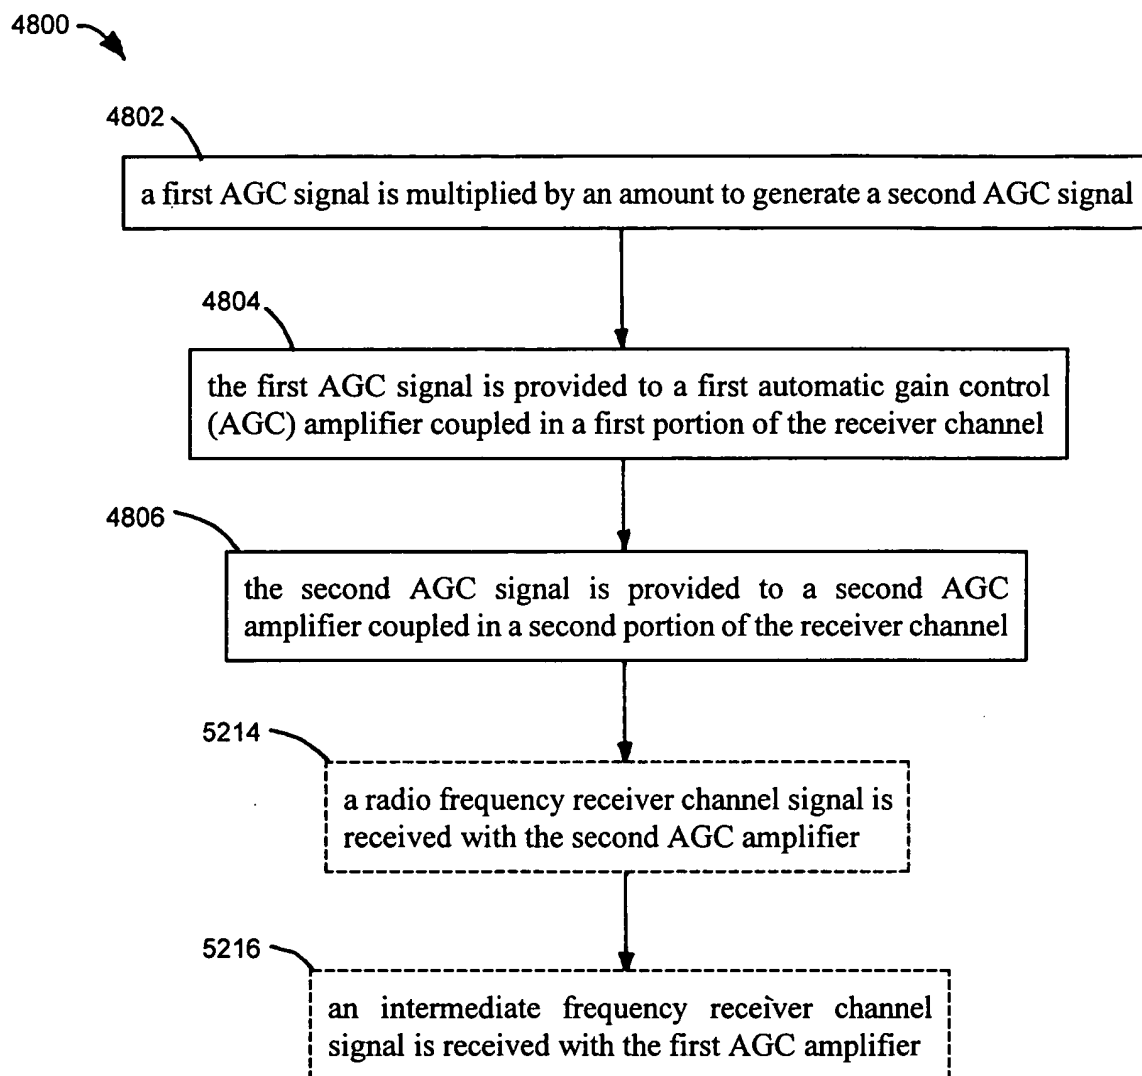 4800
4802
a first AGC signal is multiplied by an amount to generate a second AGC signal
4804
the first AGC signal is provided to a first automatic gain control
(AGC) amplifier coupled in a first portion of the receiver channel
4806
the second AGC signal is provided to a second AGC
amplifier coupled in a second portion of the receiver channel
5214
a radio frequency receiver channel signal is
received with the second AGC amplifier
5216
an intermediate frequency receiver channel
signal is received with the first AGC amplifier